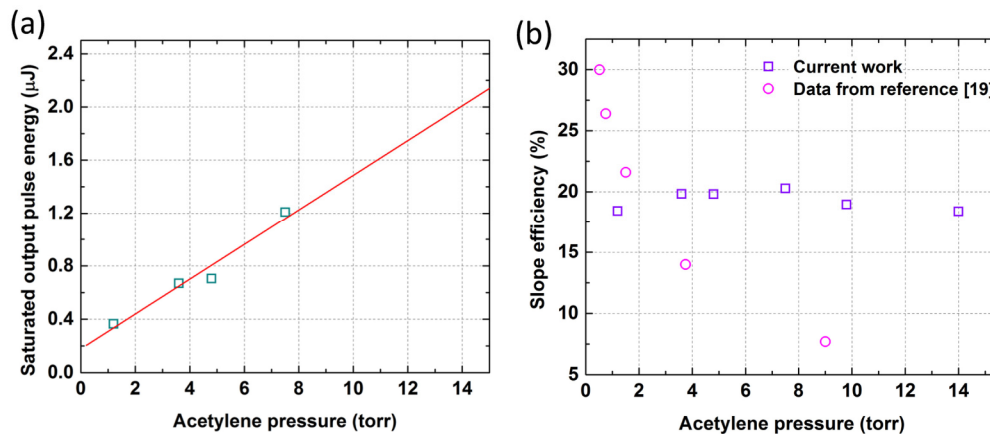 (a)
Saturated output pulse energy (μJ)
2.4
2.0
1.6
1.2
0.8
0.4
0.0
0 2 4 6 8 10 12 14
Acetylene pressure (torr)
(b)
Slope efficiency (%)
30
25
20
15
10
5
0 2 4 6 8 10 12 14
Acetylene pressure (torr)
Current work
Data from reference [19]